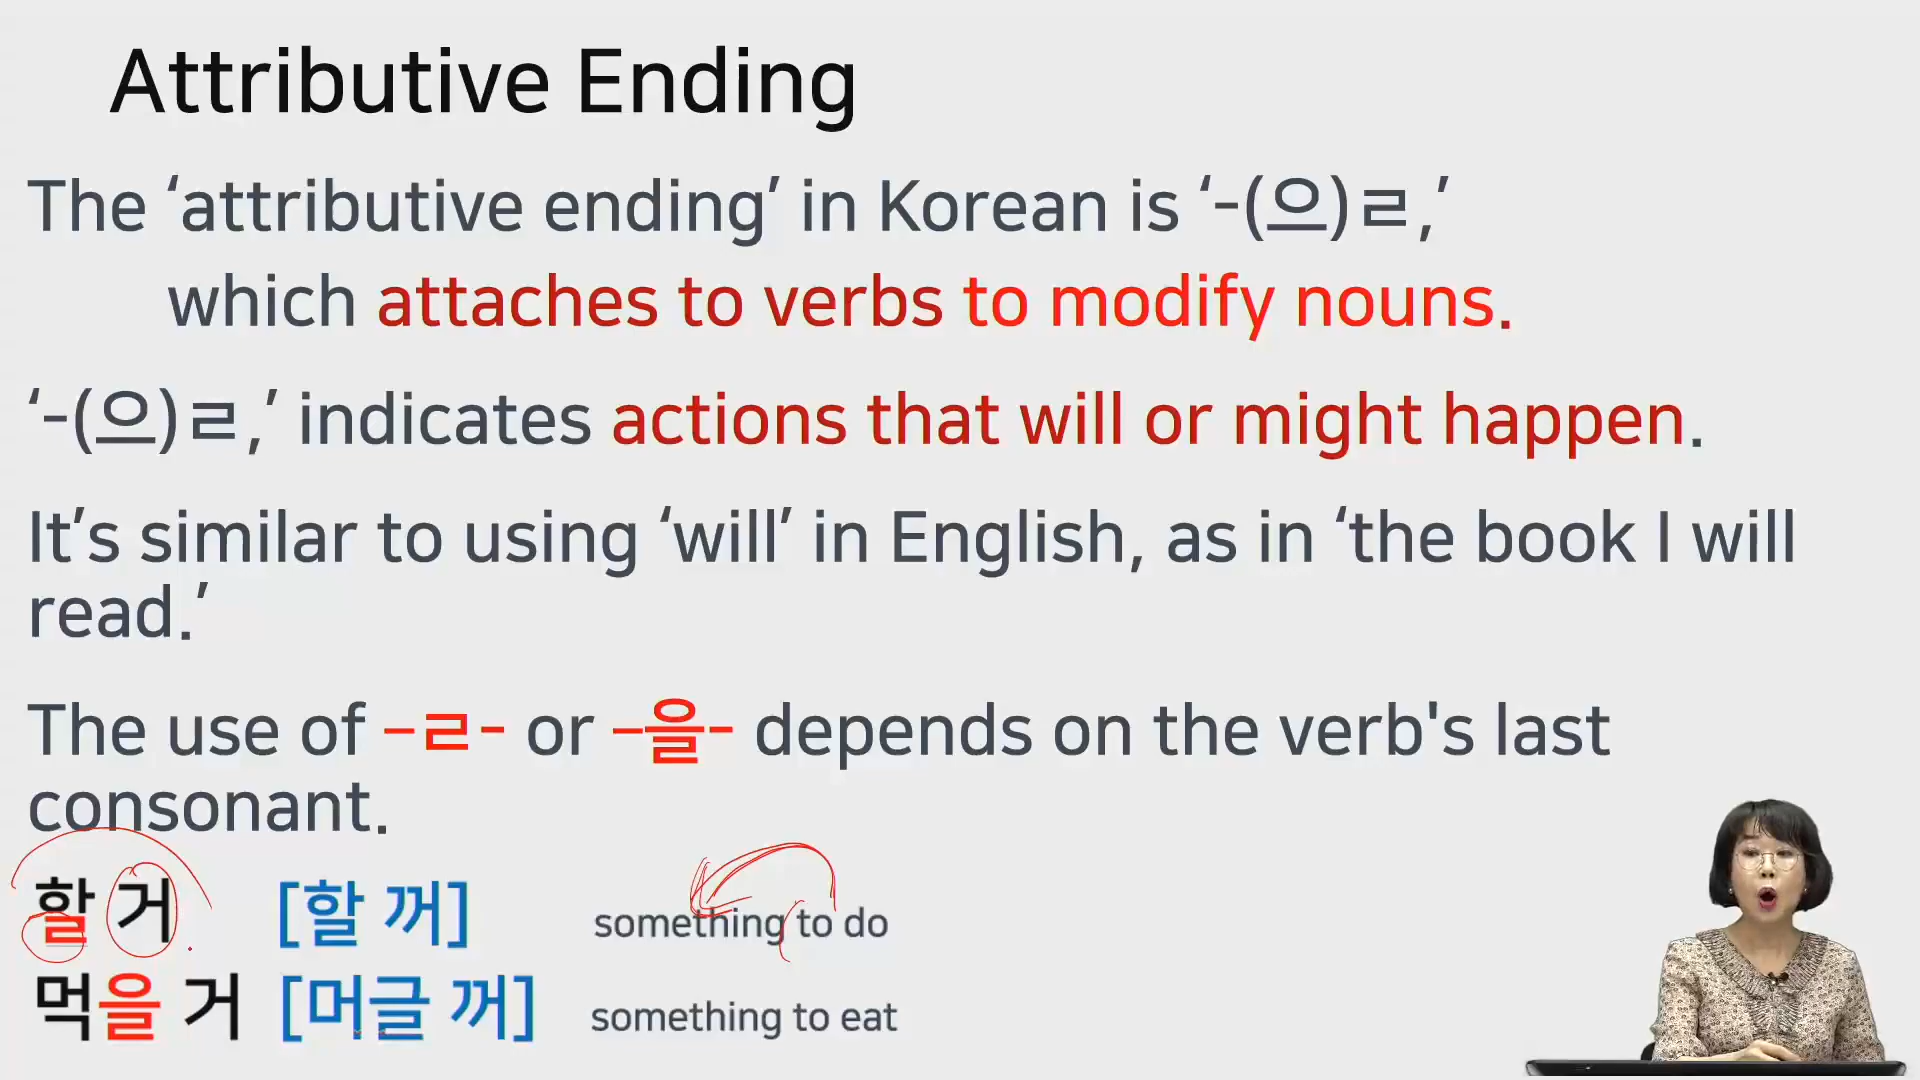 Attributive Ending
The ‘attributive ending’ in Korean is ‘-(으)ㄹ,’
which attaches to verbs to modify nouns.
‘-(으)ㄹ,’ indicates actions that will or might happen.
It’s similar to using ‘will’ in English, as in ‘the book I will
read.’
The use of –ㄹ- or –을- depends on the verb's last
consonant.
할 거 [할 꺼] something to do
먹을 거 [머글 꺼] something to eat